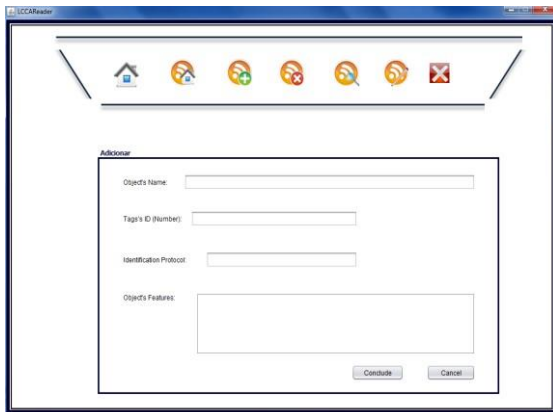 LCCAReader
Adicionar
Object's Name:
Tags's ID (Number):
Identification Protocol:
Object's Features:
Conclude Cancel